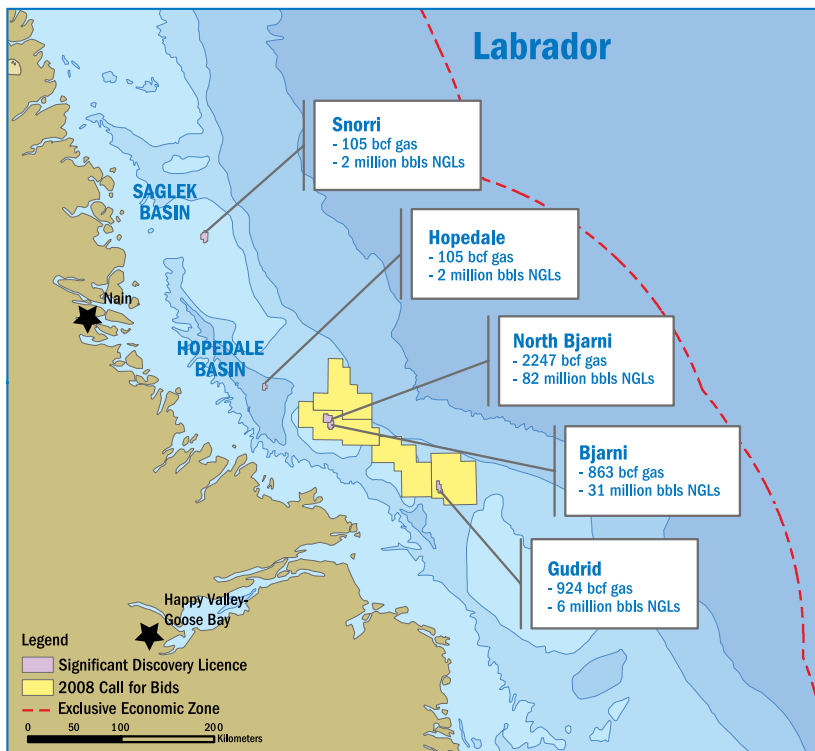 Labrador
Snorri
- 105 bcf gas
- 2 million bbls NGLs
SAGLEK
BASIN
Hopedale
- 105 bcf gas
- 2 million bbls NGLs
Nain
North Bjarni
- 2247 bcf gas
- 82 million bbls NGLs
HOPEDALE
BASIN
Bjarni
- 863 bcf gas
- 31 million bbls NGLs
Gudrid
- 924 bcf gas
- 6 million bbls NGLs
Happy Valley-
Goose Bay
Legend
Significant Discovery Licence
2008 Call for Bids
Exclusive Economic Zone
0 50 100 200
Kilometers